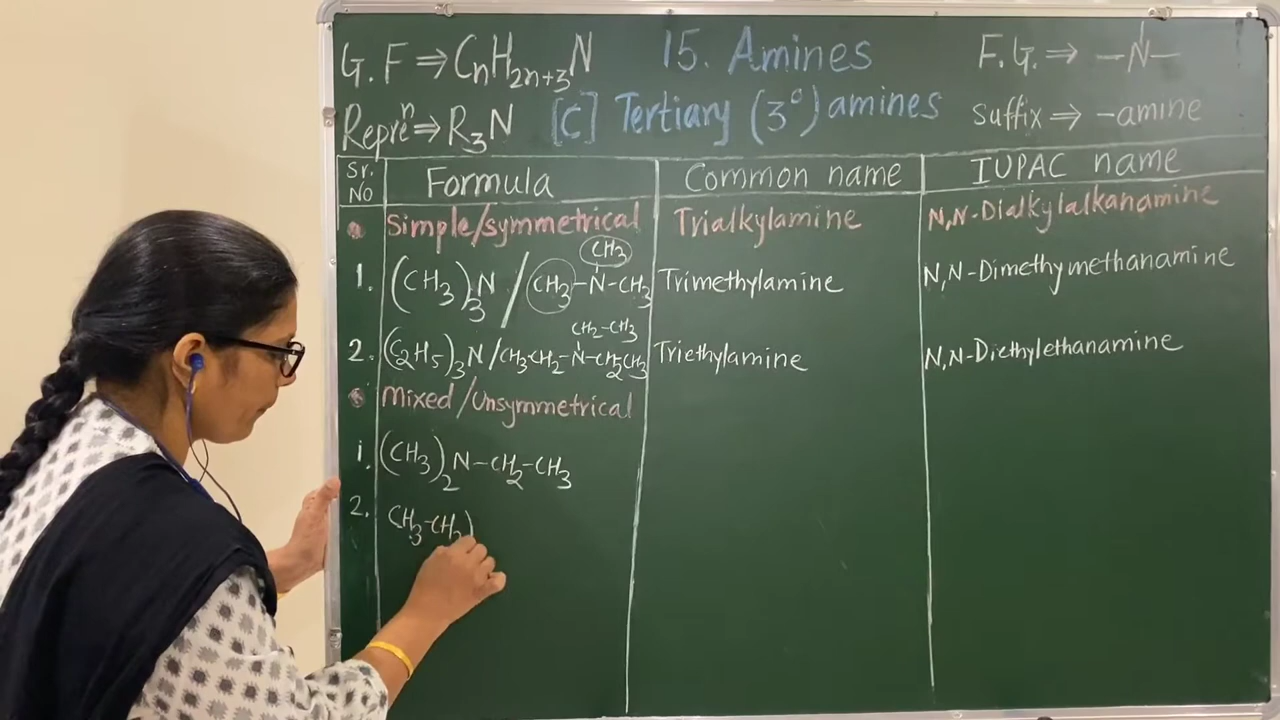 G. F ⇒ CnH2n+3N 15. Amines F. G. ⇒ —N—
Repreⁿ ⇒ R3N [C] Tertiary (3°) amines Suffix ⇒ -amine
Sr. NO Formula Common name IUPAC name
• Simple/symmetrical Trialkylamine N,N-Dialkylalkanamine
CH3
1. (CH3)3N / CH3—N—CH3 Trimethylamine N,N-Dimethymethanamine
CH2-CH3
2. (C2H5)3N/CH3-CH2-N-CH2CH3 Triethylamine N,N-Diethylethanamine
• Mixed/Unsymmetrical
1. (CH3)2N-CH2-CH3
2. CH3-CH2)